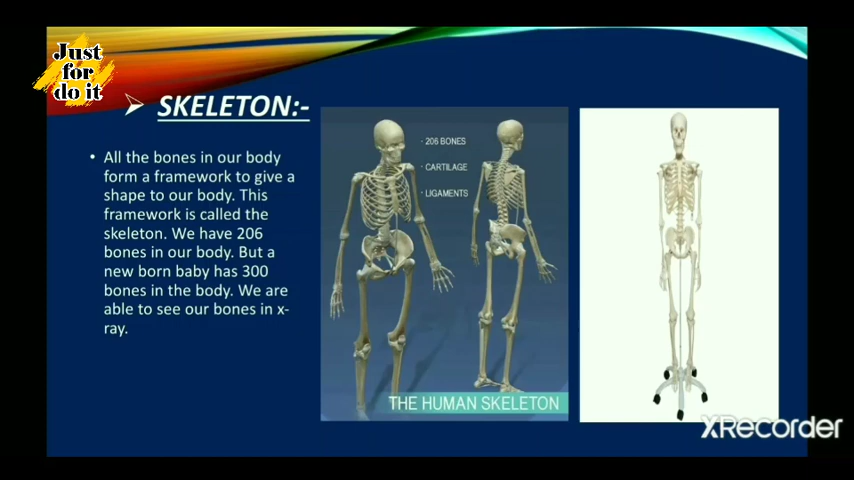 Just
for
do it
SKELETON:-
• All the bones in our body
form a framework to give a
shape to our body. This
framework is called the
skeleton. We have 206
bones in our body. But a
new born baby has 300
bones in the body. We are
able to see our bones in x-
ray.
· 206 BONES
· CARTILAGE
· LIGAMENTS
THE HUMAN SKELETON
XRecorder